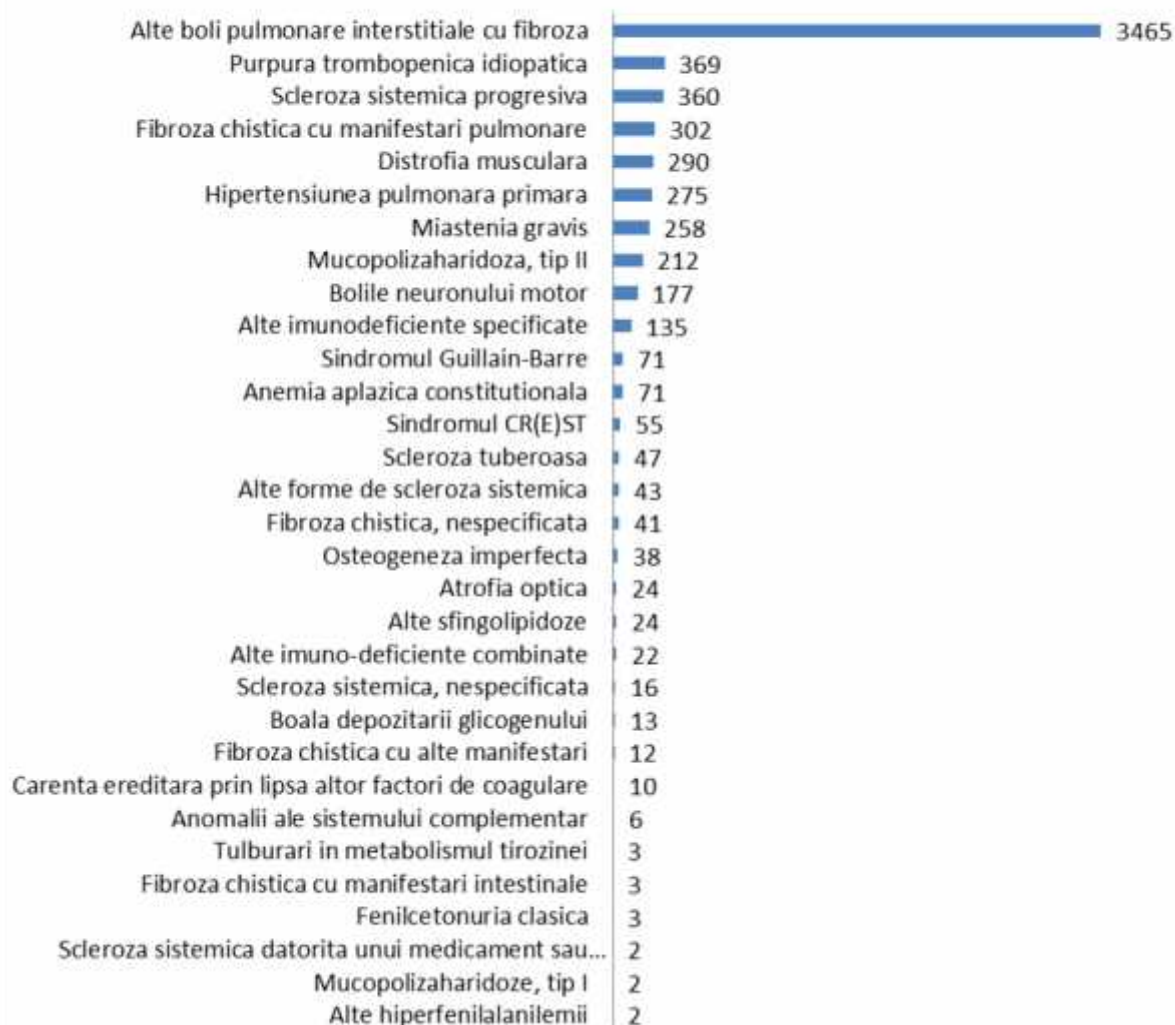 Alte boli pulmonare interstitiale cu fibroza 3465
Purpura trombopenica idiopatica 369
Scleroza sistemica progresiva 360
Fibroza chistica cu manifestari pulmonare 302
Distrofia musculara 290
Hipertensiunea pulmonara primara 275
Miastenia gravis 258
Mucopolizaharidoza, tip II 212
Bolile neuronului motor 177
Alte imunodeficiente specificate 135
Sindromul Guillain-Barre 71
Anemia aplazica constitutionala 71
Sindromul CR(E)ST 55
Scleroza tuberoasa 47
Alte forme de scleroza sistemica 43
Fibroza chistica, nespecificata 41
Osteogeneza imperfecta 38
Atrofia optica 24
Alte sfingolipidoze 24
Alte imuno-deficiente combinate 22
Scleroza sistemica, nespecificata 16
Boala depozitarii glicogenului 13
Fibroza chistica cu alte manifestari 12
Carenta ereditara prin lipsa altor factori de coagulare 10
Anomalii ale sistemului complementar 6
Tulburari in metabolismul tirozinei 3
Fibroza chistica cu manifestari intestinale 3
Fenilcetonuria clasica 3
Scleroza sistemica datorita unui medicament sau... 2
Mucopolizaharidoze, tip I 2
Alte hiperfenilalanilemii 2